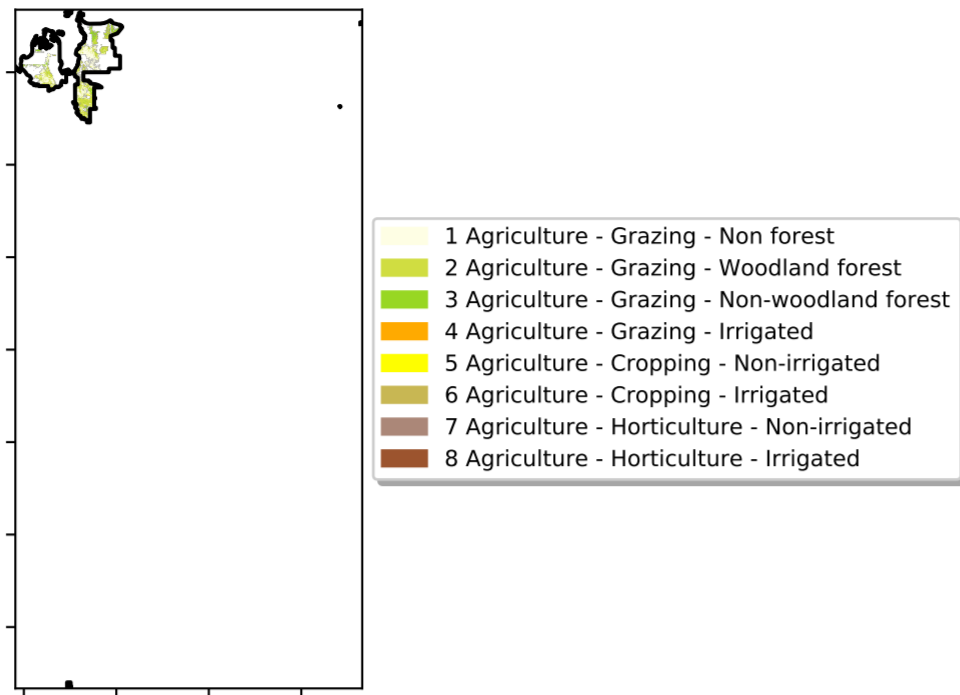 1 Agriculture - Grazing - Non forest
2 Agriculture - Grazing - Woodland forest
3 Agriculture - Grazing - Non-woodland forest
4 Agriculture - Grazing - Irrigated
5 Agriculture - Cropping - Non-irrigated
6 Agriculture - Cropping - Irrigated
7 Agriculture - Horticulture - Non-irrigated
8 Agriculture - Horticulture - Irrigated